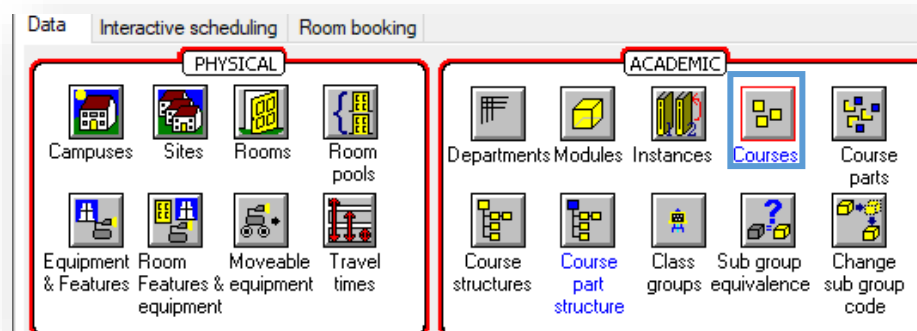 Data Interactive scheduling Room booking
PHYSICAL ACADEMIC
Campuses Sites Rooms Room pools
Departments Modules Instances Courses Course parts
Equipment & Features Room Features & equipment Moveable equipment Travel times
Course structures Course part structure Class groups Sub group equivalence Change sub group code